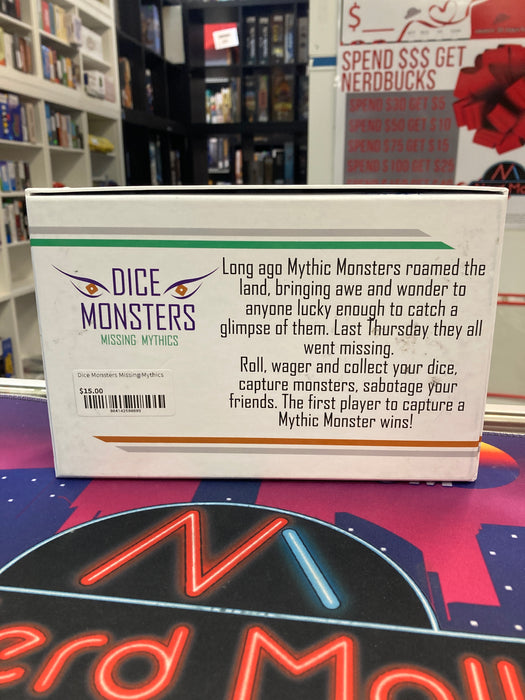 $
SPEND $$$ GET
NERDBUCKS
SPEND $30 GET $5
SPEND $50 GET $10
SPEND $75 GET $15
SPEND $100 GET $25
DICE
MONSTERS
MISSING MYTHICS
Long ago Mythic Monsters roamed the
land, bringing awe and wonder to
anyone lucky enough to catch a
glimpse of them. Last Thursday they all
went missing.
Roll, wager and collect your dice,
capture monsters, sabotage your
friends. The first player to capture a
Mythic Monster wins!
Dice Monsters Missing Mythics
$15.00
N